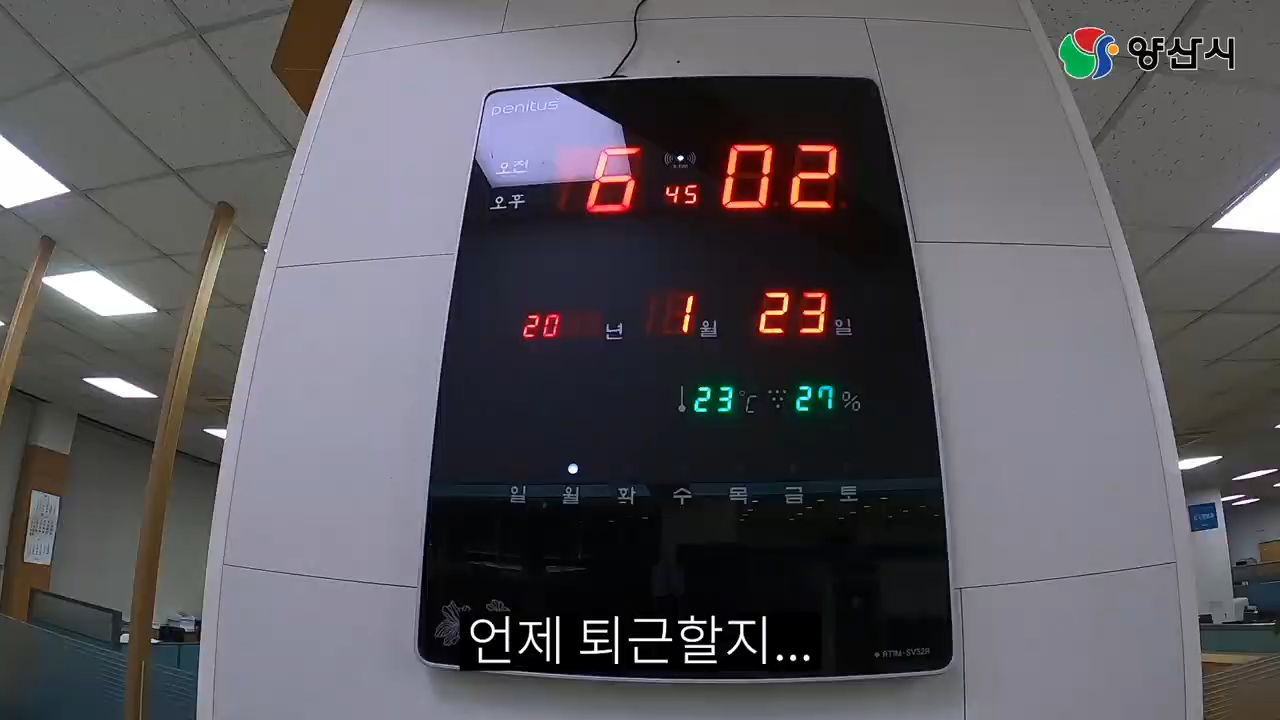 양산시
penitus
오전
오후
6 45 02
20 년 1 월 23 일
23 °C 27 %
일 월 화 수 목 금 토
언제 퇴근할지...